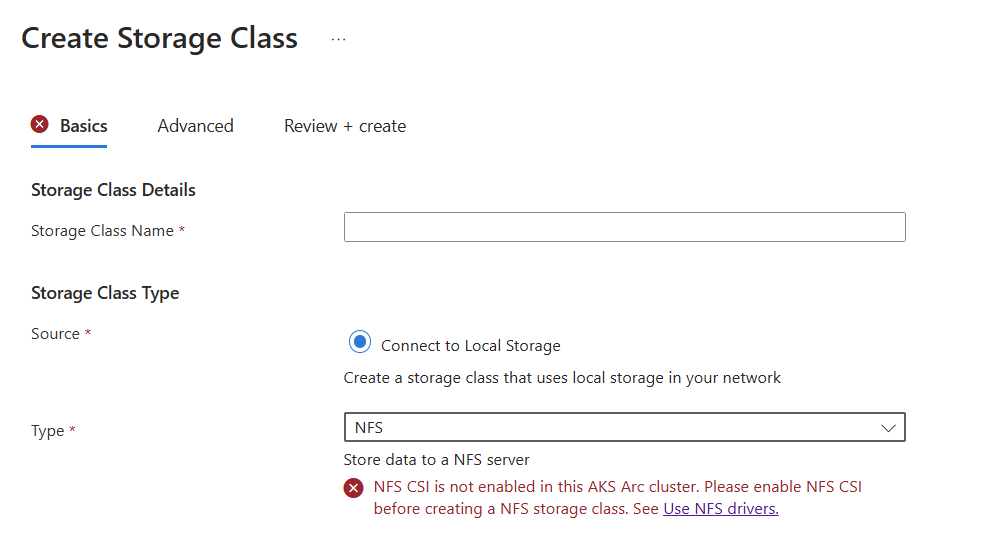 Create Storage Class ...
Basics Advanced Review + create
Storage Class Details
Storage Class Name *
Storage Class Type
Source *
Connect to Local Storage
Create a storage class that uses local storage in your network
Type *
NFS
Store data to a NFS server
NFS CSI is not enabled in this AKS Arc cluster. Please enable NFS CSI
before creating a NFS storage class. See Use NFS drivers.